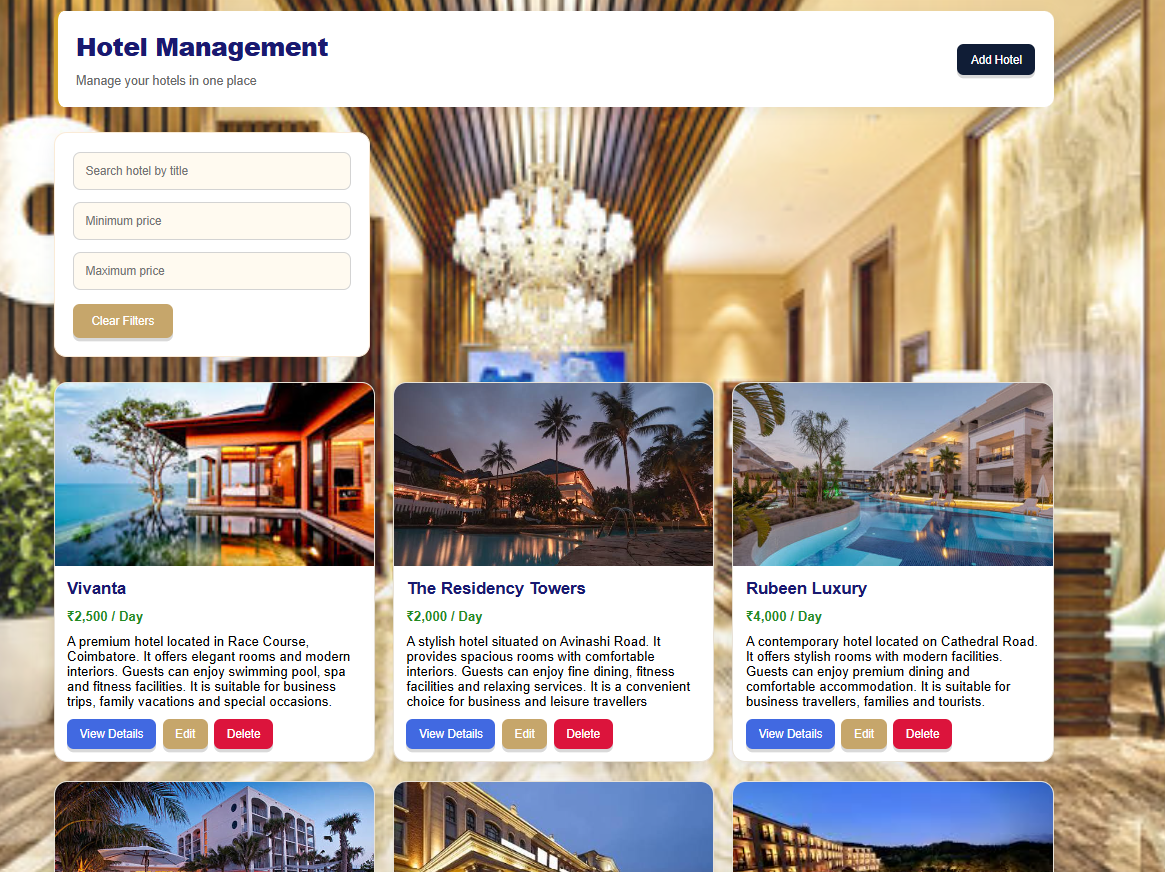 Hotel Management
Manage your hotels in one place
Add Hotel
Search hotel by title
Minimum price
Maximum price
Clear Filters
Vivanta
₹2,500 / Day
A premium hotel located in Race Course,
Coimbatore. It offers elegant rooms and modern
interiors. Guests can enjoy swimming pool, spa
and fitness facilities. It is suitable for business
trips, family vacations and special occasions.
View Details
Edit
Delete
The Residency Towers
₹2,000 / Day
A stylish hotel situated on Avinashi Road. It
provides spacious rooms with comfortable
interiors. Guests can enjoy fine dining, fitness
facilities and relaxing services. It is a convenient
choice for business and leisure travellers
View Details
Edit
Delete
Rubeen Luxury
₹4,000 / Day
A contemporary hotel located on Cathedral Road.
It offers stylish rooms with modern facilities.
Guests can enjoy premium dining and
comfortable accommodation. It is suitable for
business travellers, families and tourists.
View Details
Edit
Delete